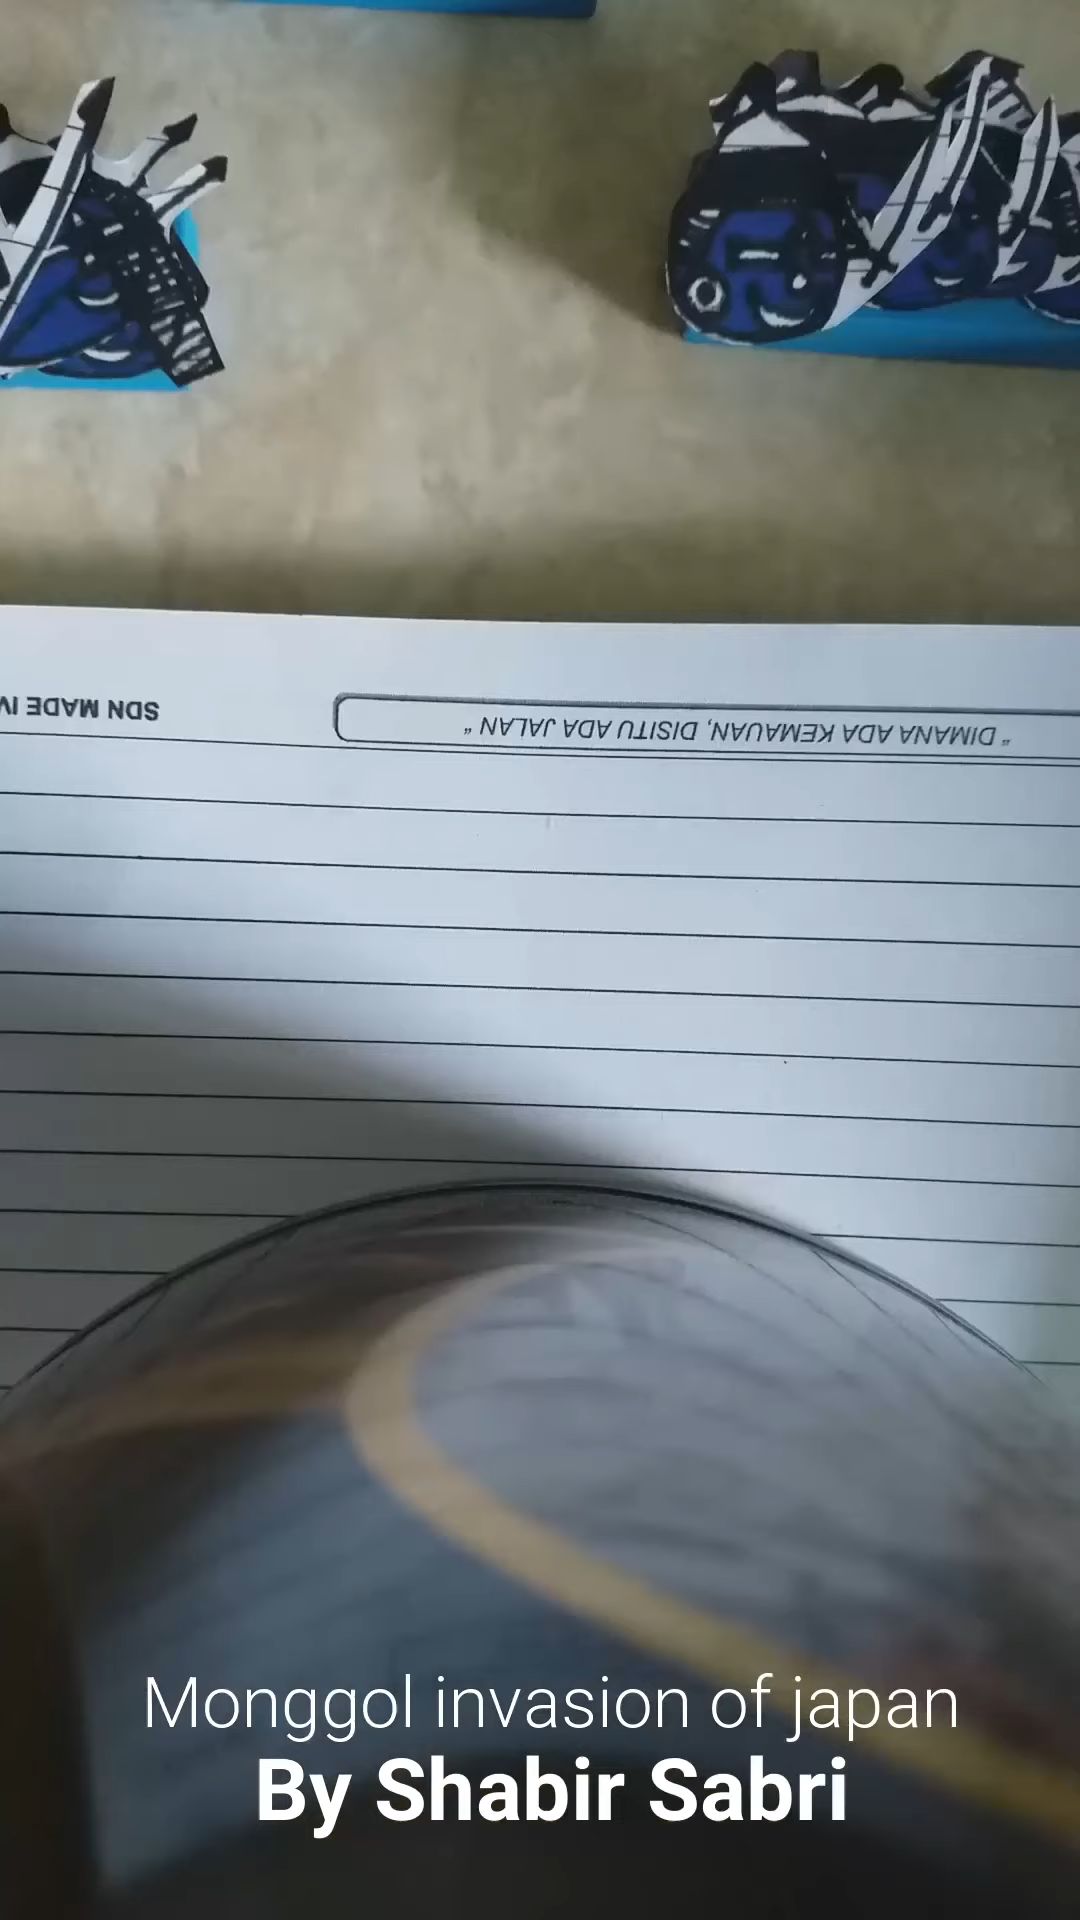 SDN MADE
" DIMANA ADA KEMAUAN, DISITU ADA JALAN "
Monggol invasion of japan
By Shabir Sabri